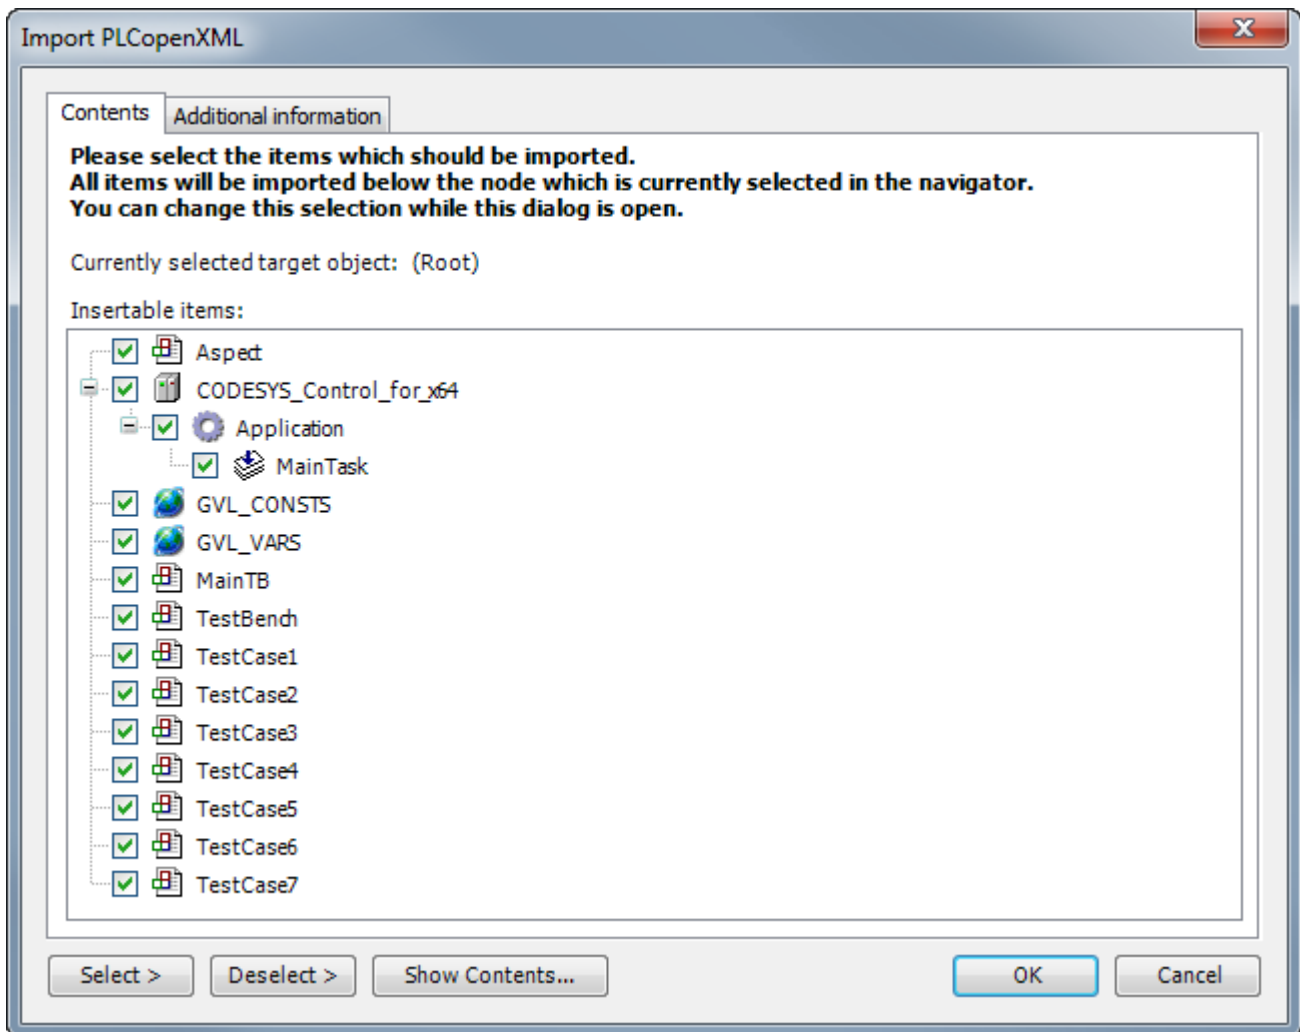 Import PLCopenXML
Contents
Additional information
Please select the items which should be imported.
All items will be imported below the node which is currently selected in the navigator.
You can change this selection while this dialog is open.
Currently selected target object: (Root)
Insertable items:
Aspect
CODESYS_Control_for_x64
Application
MainTask
GVL_CONSTS
GVL_VARS
MainTB
TestBench
TestCase1
TestCase2
TestCase3
TestCase4
TestCase5
TestCase6
TestCase7
Select >
Deselect >
Show Contents...
OK
Cancel